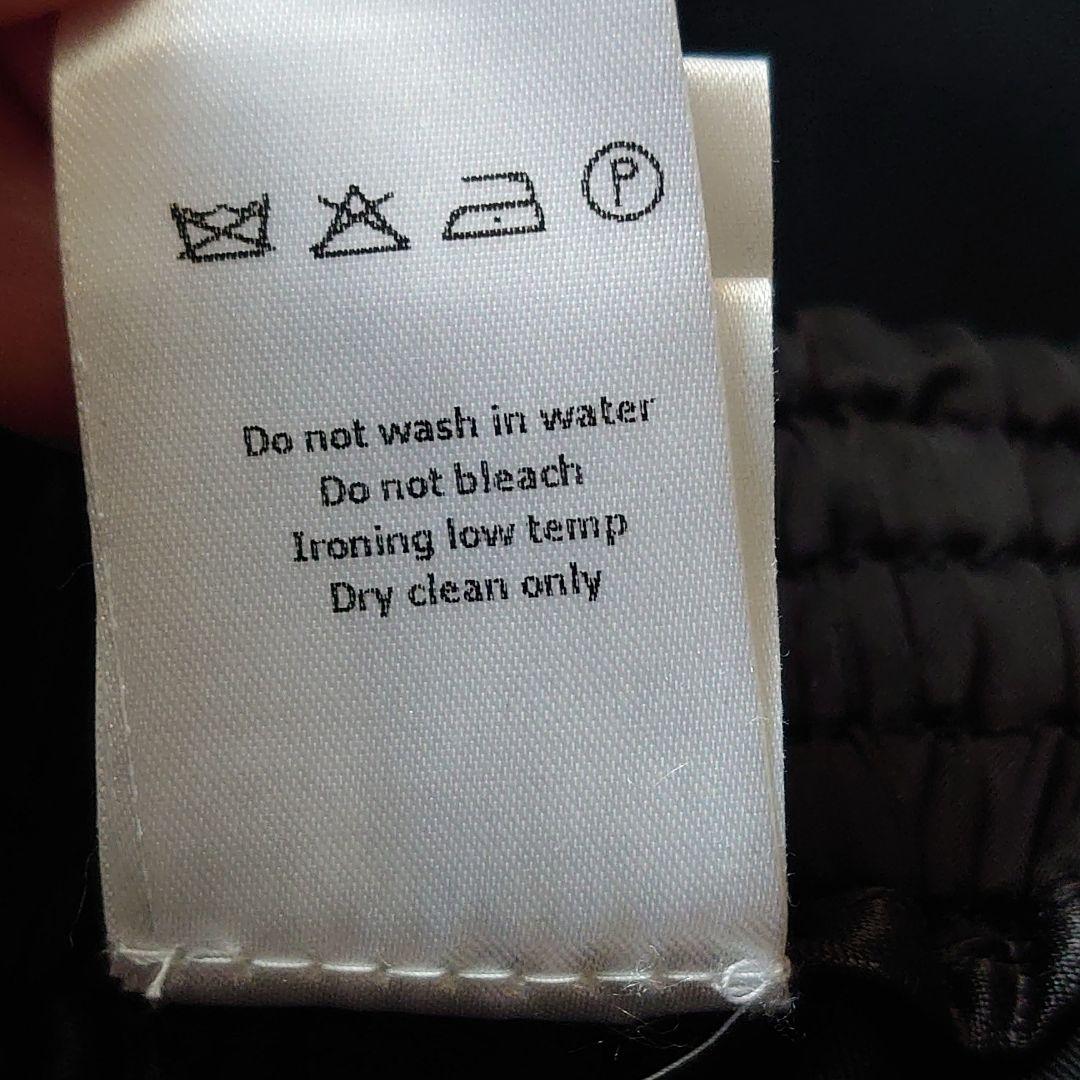 P
Do not wash in water
Do not bleach
Ironing low temp
Dry clean only